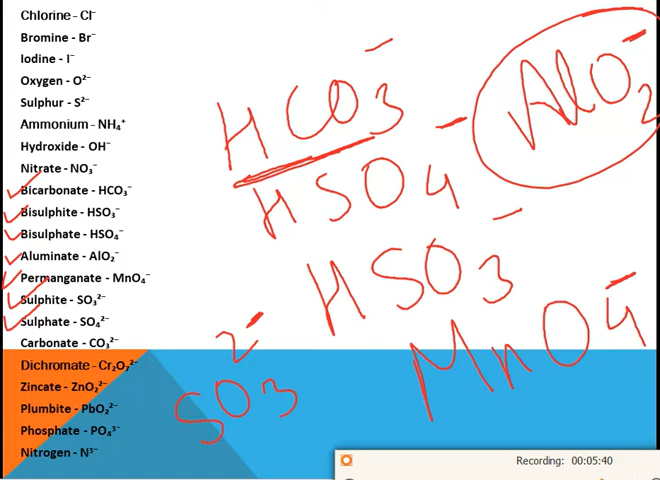 Chlorine - Cl⁻
Bromine - Br⁻
Iodine - I⁻
Oxygen - O²⁻
Sulphur - S²⁻
Ammonium - NH₄⁺
Hydroxide - OH⁻
Nitrate - NO₃⁻
Bicarbonate - HCO₃⁻
Bisulphite - HSO₃⁻
Bisulphate - HSO₄⁻
Aluminate - AlO₂⁻
Permanganate - MnO₄⁻
Sulphite - SO₃²⁻
Sulphate - SO₄²⁻
Carbonate - CO₃²⁻
Dichromate - Cr₂O₇²⁻
Zincate - ZnO₂²⁻
Plumbite - PbO₂²⁻
Phosphate - PO₄³⁻
Nitrogen - N³⁻
HCO₃⁻
AlO₂⁻
HSO₄⁻
HSO₃⁻
MnO₄⁻
SO₃²⁻
Recording: 00:05:40